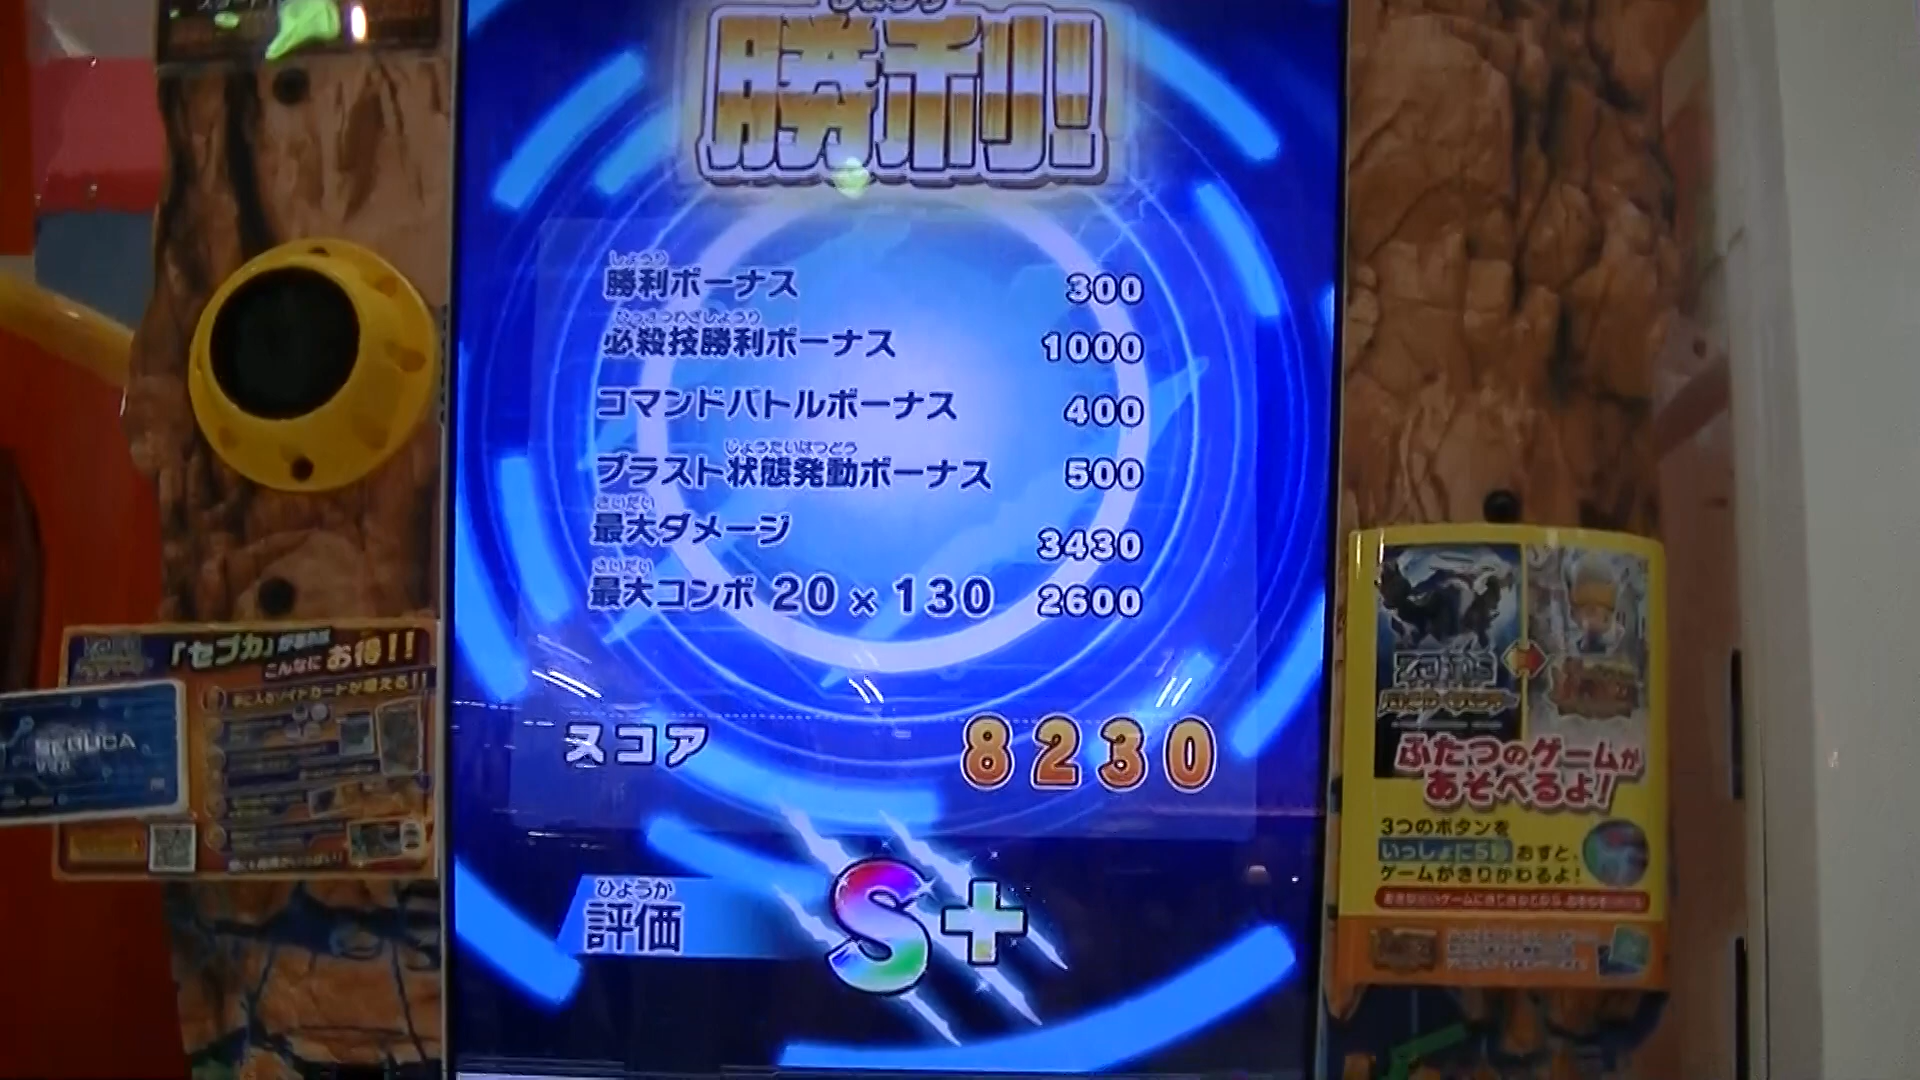 しょうり
勝利!
しょうり
勝利ボーナス 300
ひっさつわざしょうり
必殺技勝利ボーナス 1000
コマンドバトルボーナス 400
じょうたいはつどう
ブラスト状態発動ボーナス 500
さいだい
最大ダメージ 3430
さいだい
最大コンボ 20 × 130 2600
スコア 8230
ひょうか
評価 S+
「セブカ」があれば
こんなにお得!!
SEBUCA
ふたつのゲームが
あそべるよ!
3つのボタンを
いっしょに5秒おすと、
ゲームがきりかわるよ!